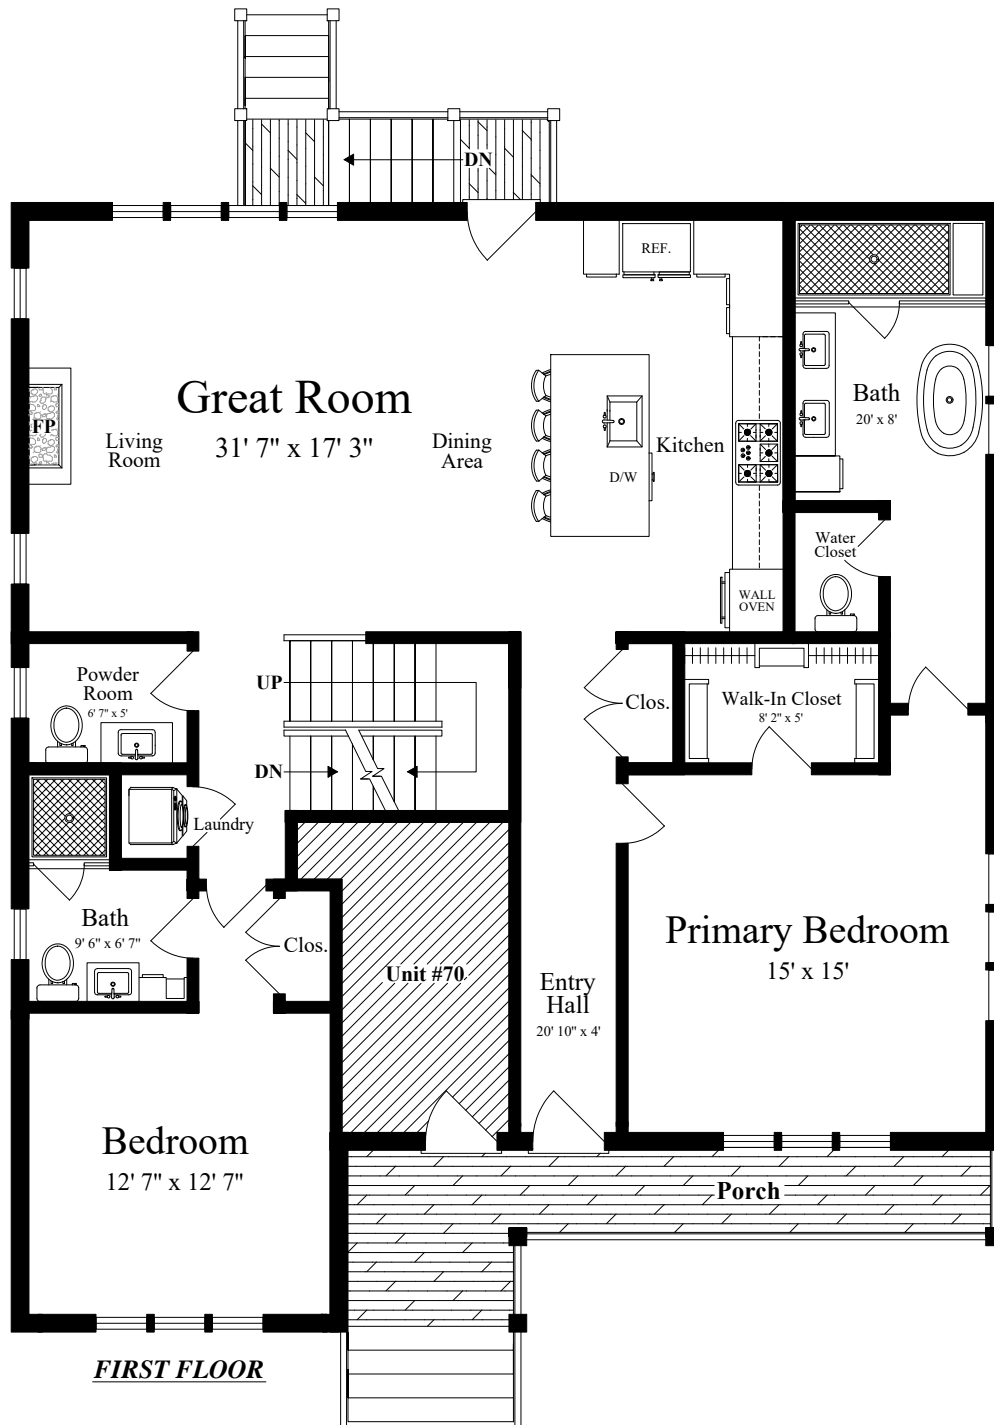 DN
REF.
Great Room
31' 7" x 17' 3"
Living
Room
Dining
Area
Kitchen
FP
D/W
WALL
OVEN
Bath
20' x 8'
Water
Closet
Powder
Room
6' 7" x 5'
UP
DN
Clos.
Walk-In Closet
8' 2" x 5'
Laundry
Bath
9' 6" x 6' 7"
Clos.
Unit #70
Entry
Hall
20' 10" x 4'
Primary Bedroom
15' x 15'
Bedroom
12' 7" x 12' 7"
Porch
FIRST FLOOR